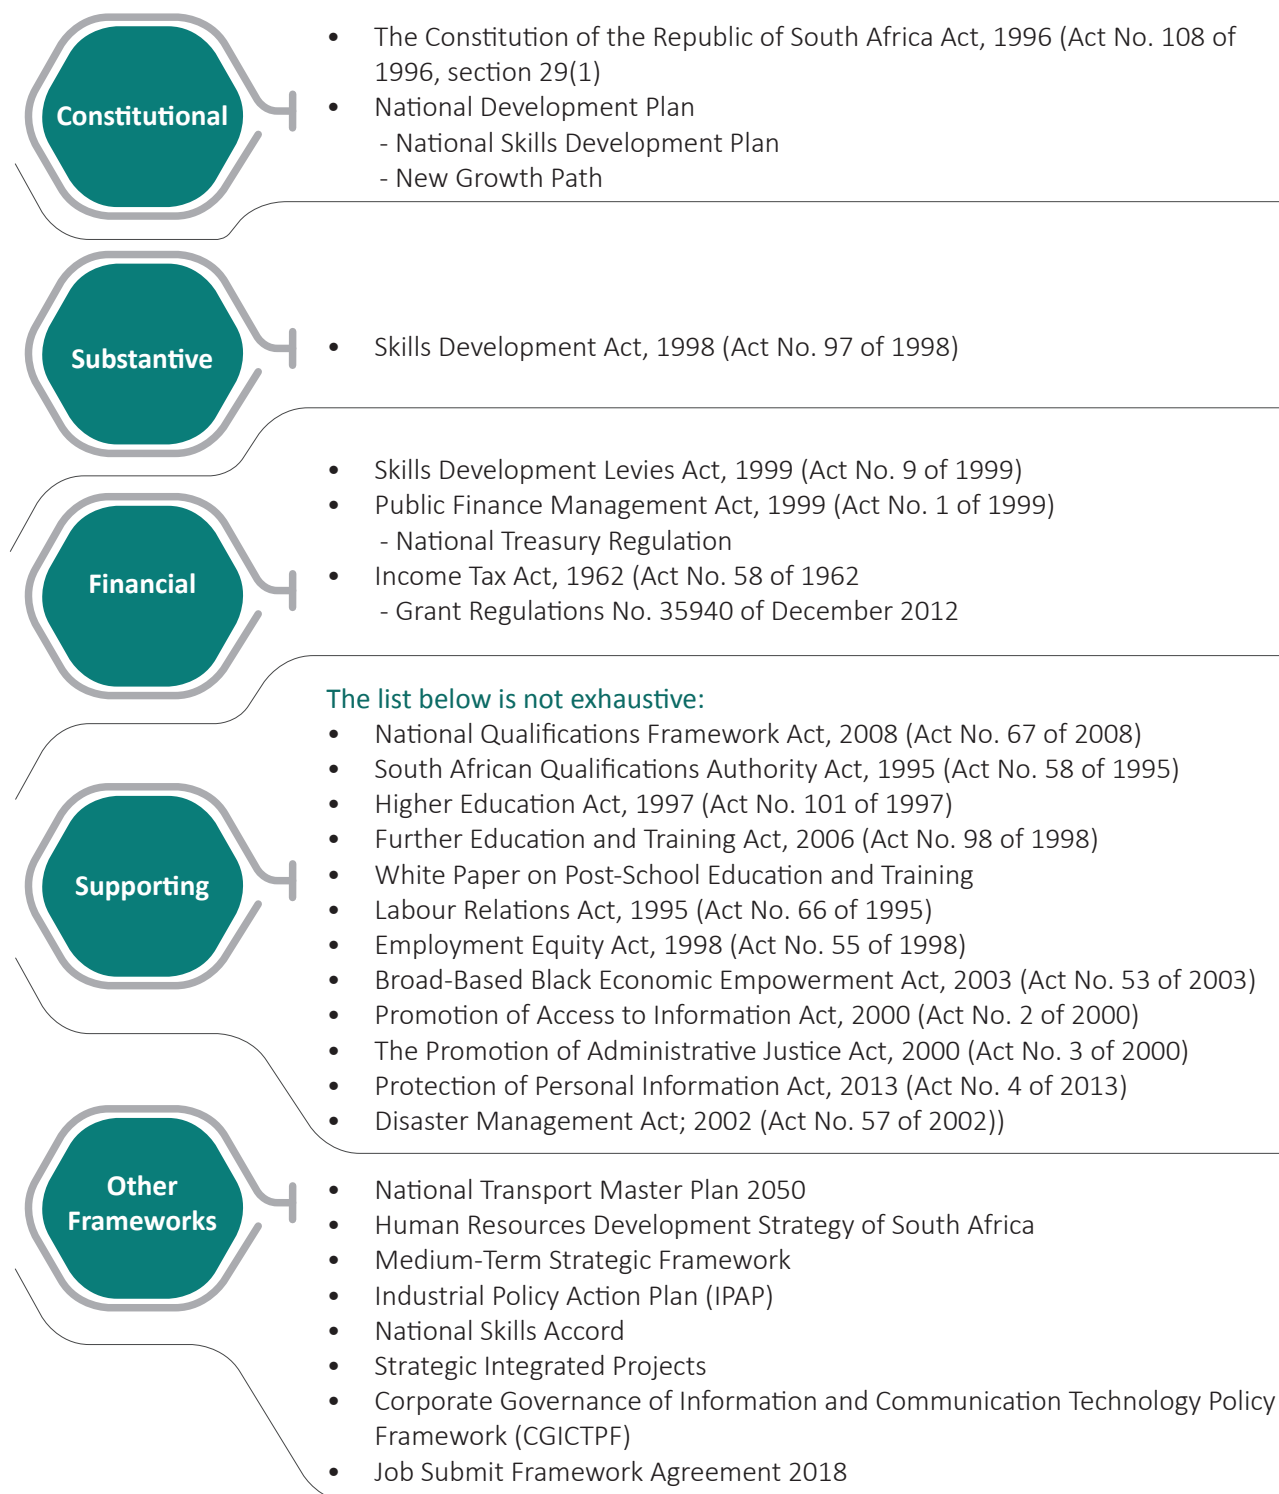 Constitutional
• The Constitution of the Republic of South Africa Act, 1996 (Act No. 108 of
1996, section 29(1)
• National Development Plan
- National Skills Development Plan
- New Growth Path
Substantive
• Skills Development Act, 1998 (Act No. 97 of 1998)
Financial
• Skills Development Levies Act, 1999 (Act No. 9 of 1999)
• Public Finance Management Act, 1999 (Act No. 1 of 1999)
- National Treasury Regulation
• Income Tax Act, 1962 (Act No. 58 of 1962
- Grant Regulations No. 35940 of December 2012
Supporting
The list below is not exhaustive:
• National Qualifications Framework Act, 2008 (Act No. 67 of 2008)
• South African Qualifications Authority Act, 1995 (Act No. 58 of 1995)
• Higher Education Act, 1997 (Act No. 101 of 1997)
• Further Education and Training Act, 2006 (Act No. 98 of 1998)
• White Paper on Post-School Education and Training
• Labour Relations Act, 1995 (Act No. 66 of 1995)
• Employment Equity Act, 1998 (Act No. 55 of 1998)
• Broad-Based Black Economic Empowerment Act, 2003 (Act No. 53 of 2003)
• Promotion of Access to Information Act, 2000 (Act No. 2 of 2000)
• The Promotion of Administrative Justice Act, 2000 (Act No. 3 of 2000)
• Protection of Personal Information Act, 2013 (Act No. 4 of 2013)
• Disaster Management Act; 2002 (Act No. 57 of 2002))
Other
Frameworks
• National Transport Master Plan 2050
• Human Resources Development Strategy of South Africa
• Medium-Term Strategic Framework
• Industrial Policy Action Plan (IPAP)
• National Skills Accord
• Strategic Integrated Projects
• Corporate Governance of Information and Communication Technology Policy
Framework (CGICTPF)
• Job Submit Framework Agreement 2018